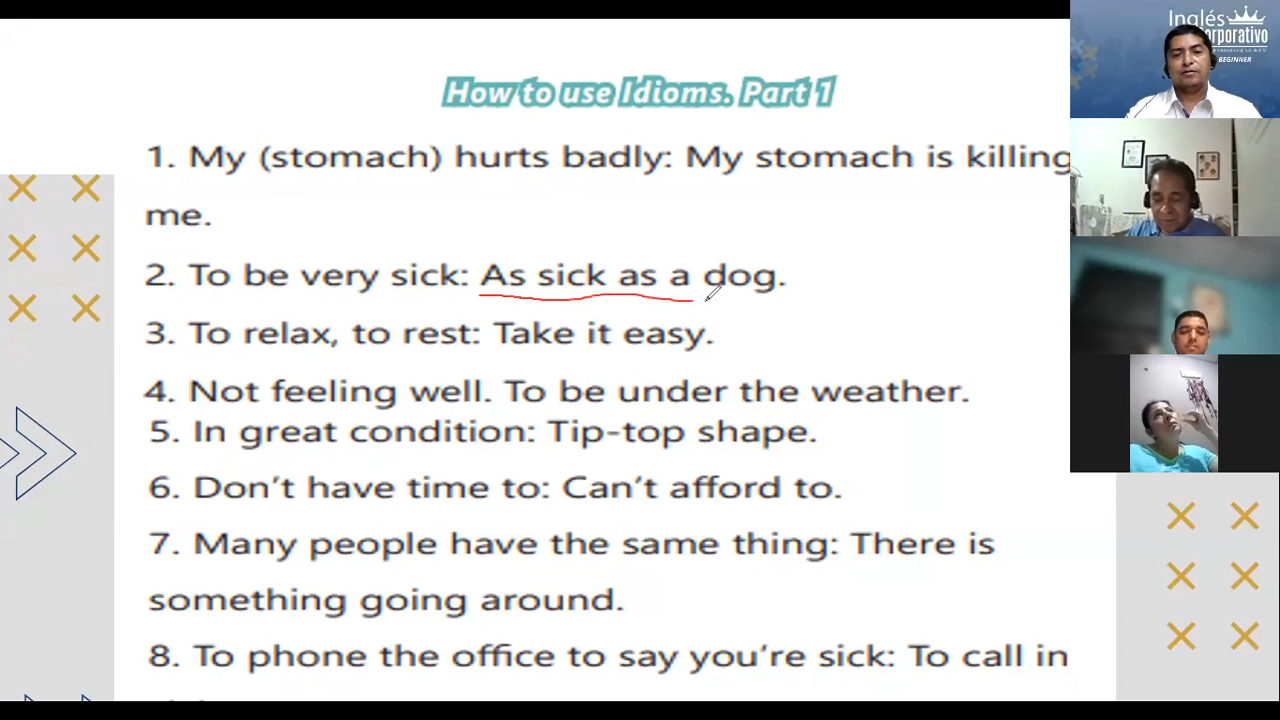 How to use Idioms. Part 1
1. My (stomach) hurts badly: My stomach is killing
me.
2. To be very sick: As sick as a dog.
3. To relax, to rest: Take it easy.
4. Not feeling well. To be under the weather.
5. In great condition: Tip-top shape.
6. Don't have time to: Can't afford to.
7. Many people have the same thing: There is
something going around.
8. To phone the office to say you're sick: To call in
Inglés
orporativo
BEGINNER